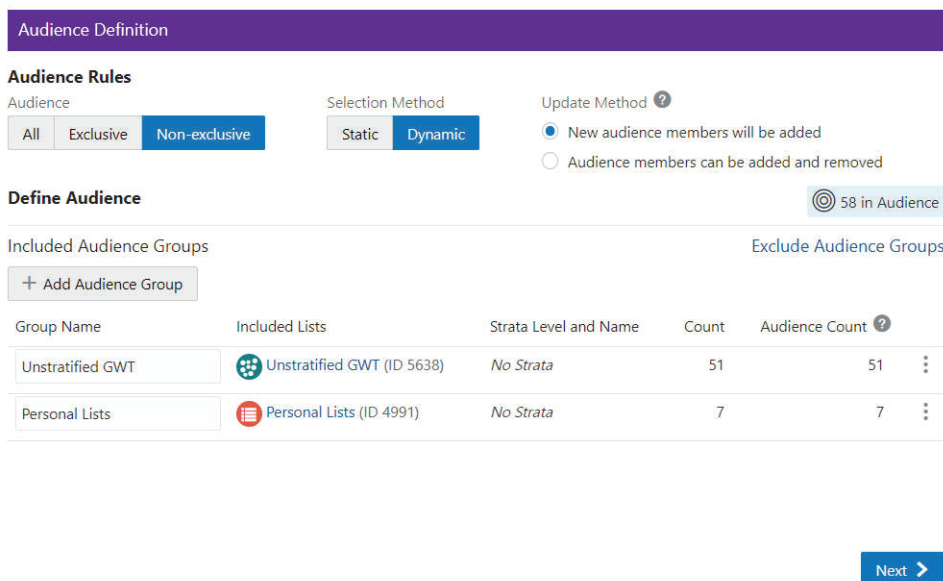 Audience Definition
Audience Rules
Audience Selection Method Update Method ?
All Exclusive Non-exclusive Static Dynamic New audience members will be added
Audience members can be added and removed
Define Audience 58 in Audience
Included Audience Groups Exclude Audience Groups
+ Add Audience Group
Group Name Included Lists Strata Level and Name Count Audience Count ?
Unstratified GWT Unstratified GWT (ID 5638) No Strata 51 51
Personal Lists Personal Lists (ID 4991) No Strata 7 7
Next